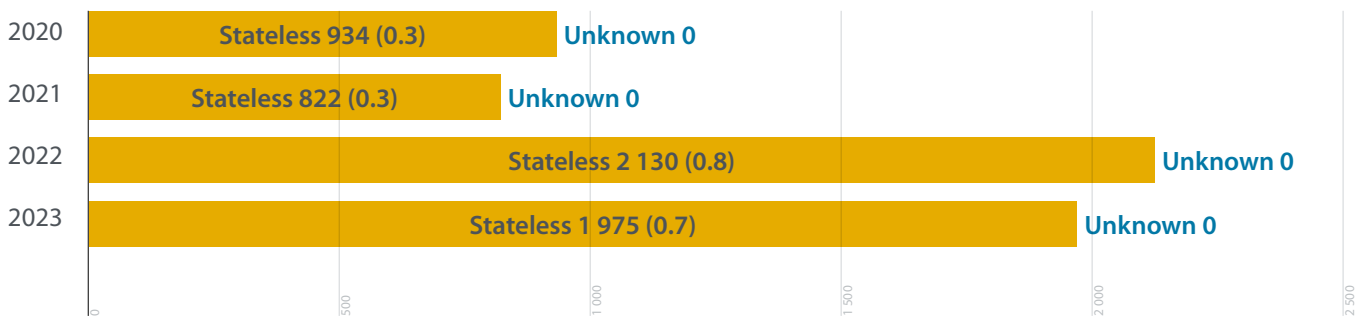 2020 Stateless 934 (0.3) Unknown 0
2021 Stateless 822 (0.3) Unknown 0
2022 Stateless 2 130 (0.8) Unknown 0
2023 Stateless 1 975 (0.7) Unknown 0
0 500 1 000 1 500 2 000 2 500